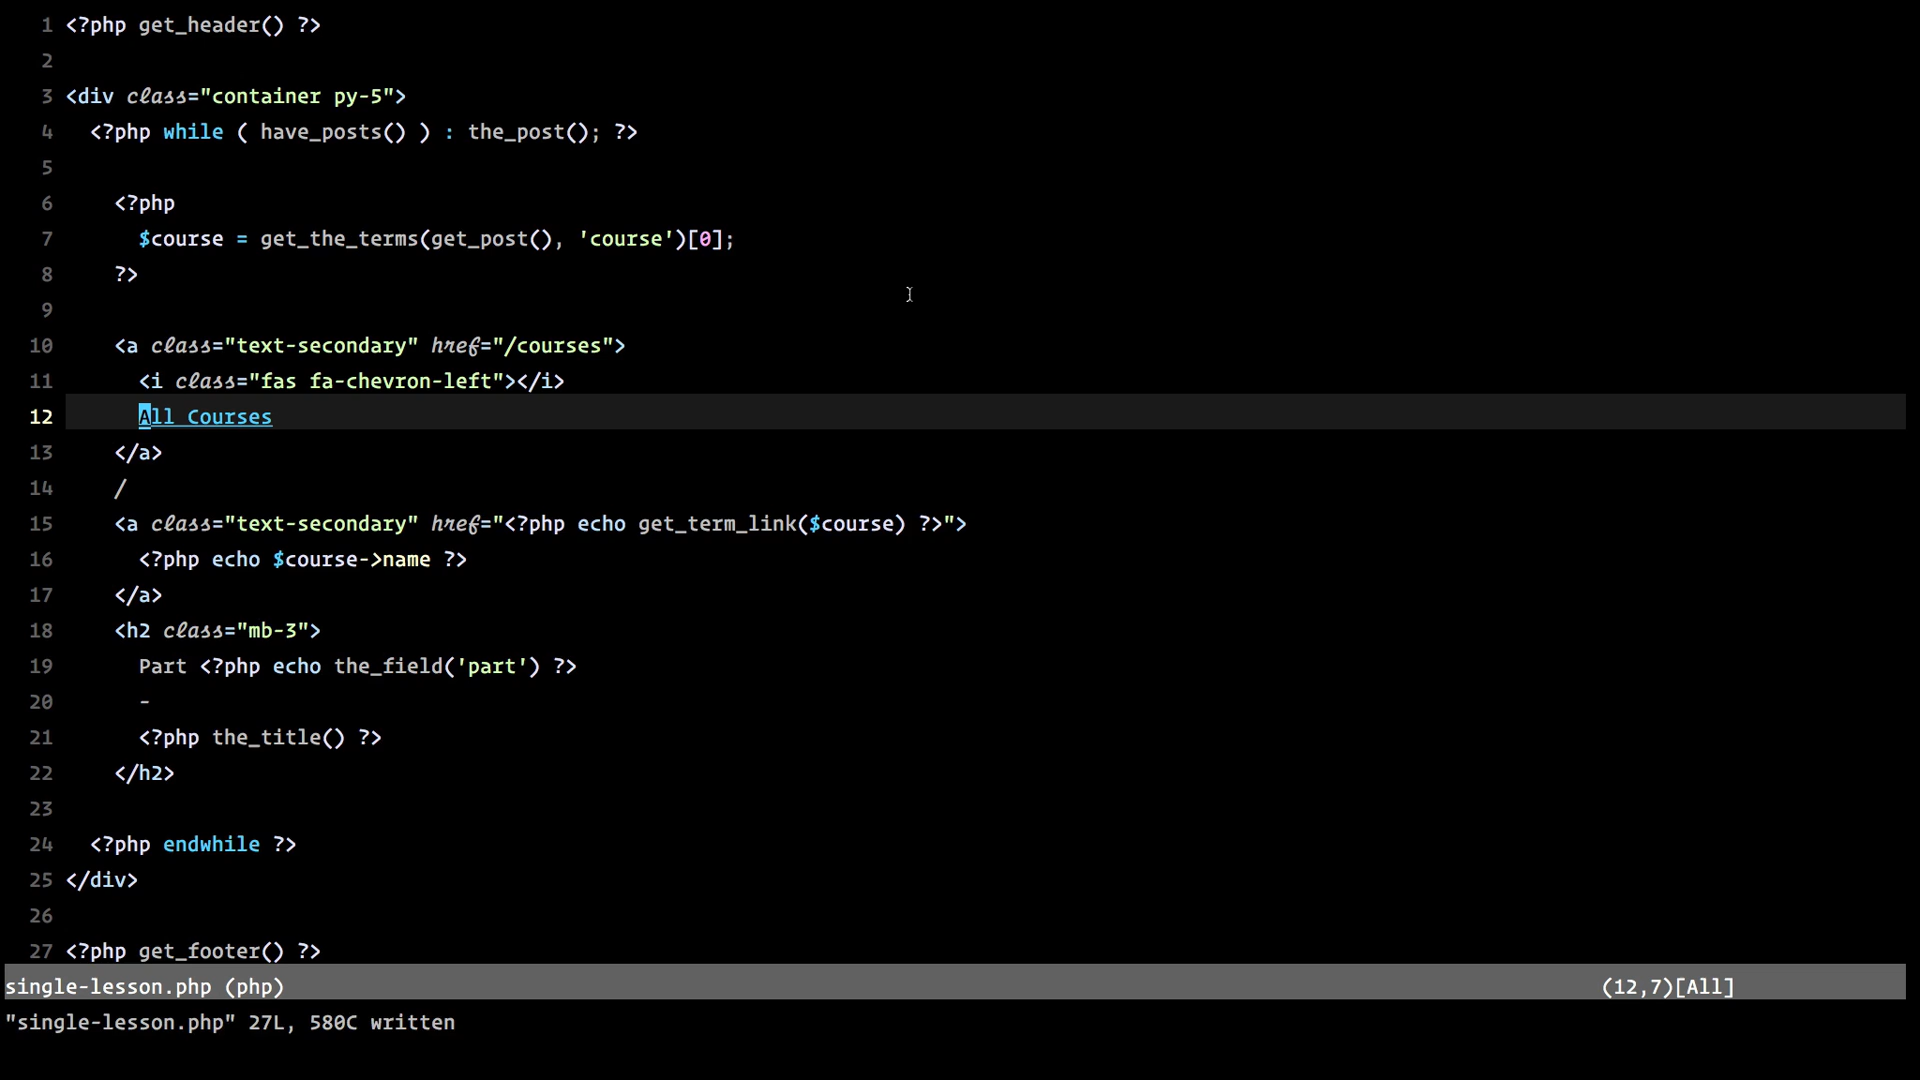 1 <?php get_header() ?>
2
3 <div class="container py-5">
4   <?php while ( have_posts() ) : the_post(); ?>
5
6     <?php
7       $course = get_the_terms(get_post(), 'course')[0];
8     ?>
9
10     <a class="text-secondary" href="/courses">
11       <i class="fas fa-chevron-left"></i>
12       All Courses
13     </a>
14     /
15     <a class="text-secondary" href="<?php echo get_term_link($course) ?>">
16       <?php echo $course->name ?>
17     </a>
18     <h2 class="mb-3">
19       Part <?php echo the_field('part') ?>
20       -
21       <?php the_title() ?>
22     </h2>
23
24   <?php endwhile ?>
25 </div>
26
27 <?php get_footer() ?>
single-lesson.php (php) (12,7)[All]
"single-lesson.php" 27L, 580C written